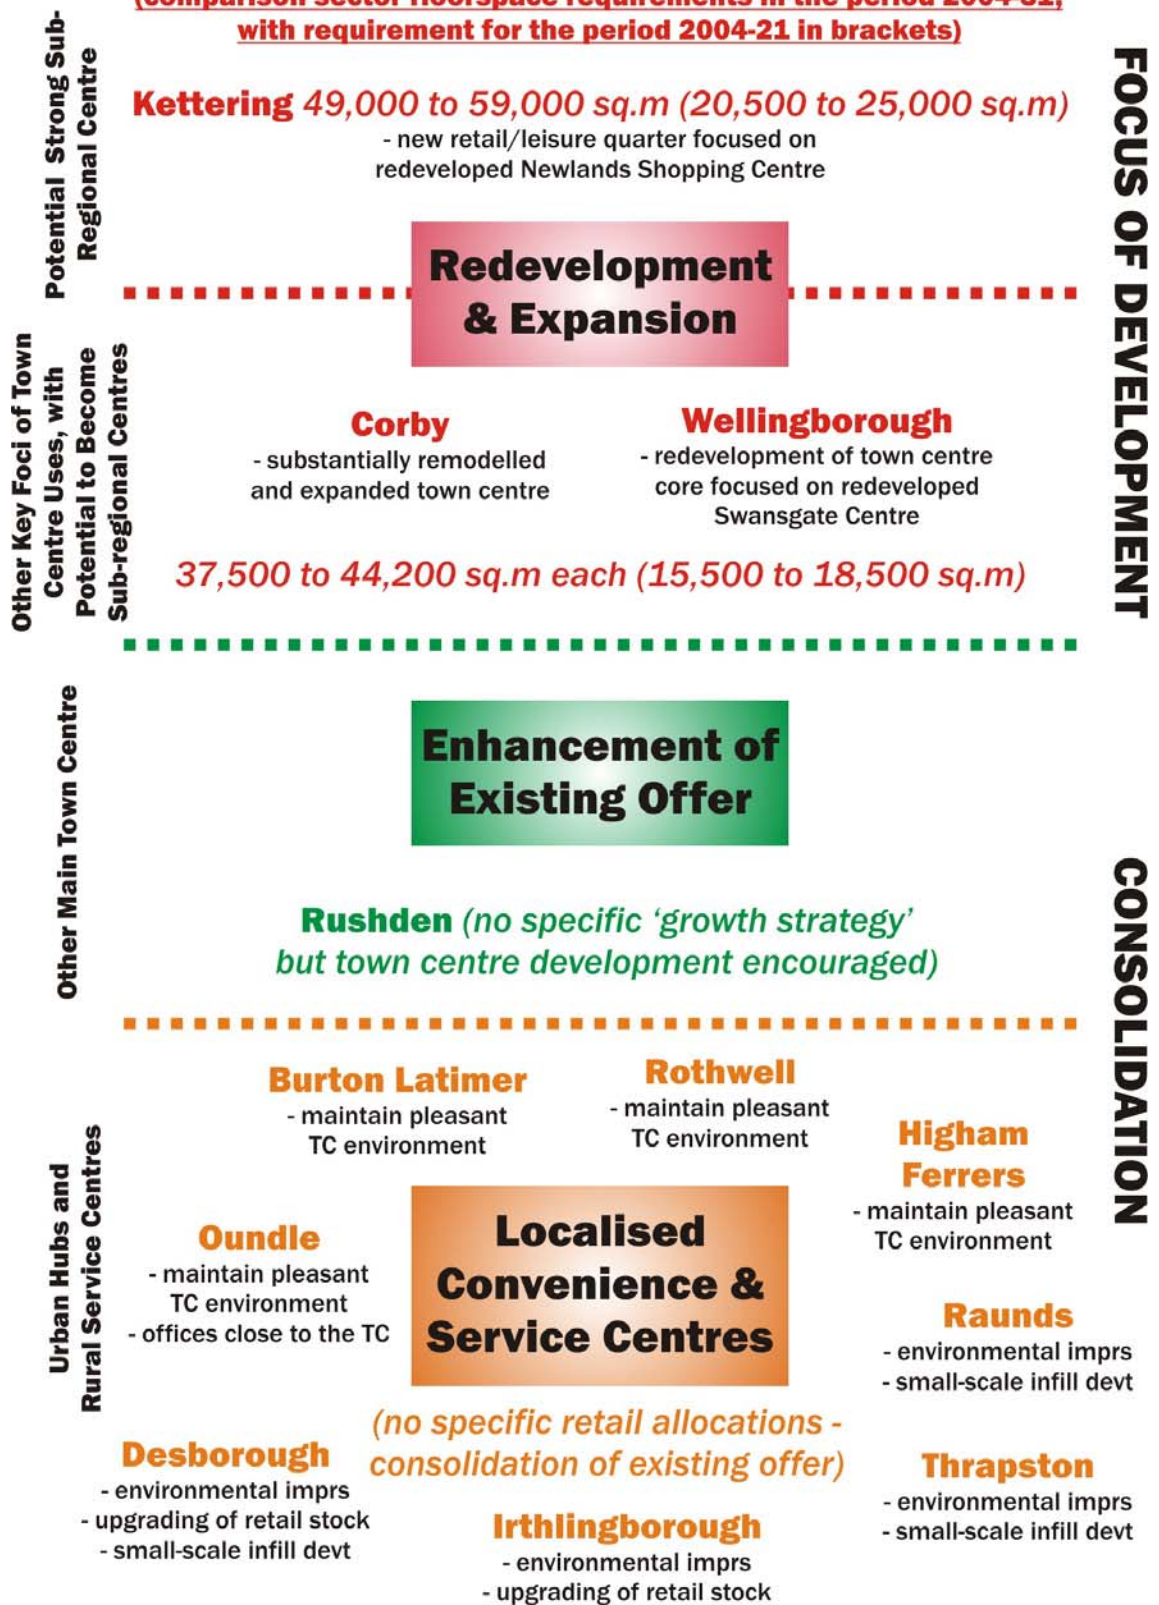 (comparison sector floorspace requirements in the period 2004-31,
with requirement for the period 2004-21 in brackets)
Potential Strong Sub-
Regional Centre
Kettering 49,000 to 59,000 sq.m (20,500 to 25,000 sq.m)
- new retail/leisure quarter focused on
redeveloped Newlands Shopping Centre
FOCUS OF DEVELOPMENT
Redevelopment
& Expansion
Other Key Foci of Town
Centre Uses, with
Potential to Become
Sub-regional Centres
Corby
- substantially remodelled
and expanded town centre
Wellingborough
- redevelopment of town centre
core focused on redeveloped
Swansgate Centre
37,500 to 44,200 sq.m each (15,500 to 18,500 sq.m)
Other Main Town Centre
Enhancement of
Existing Offer
Rushden (no specific ‘growth strategy’
but town centre development encouraged)
CONSOLIDATION
Urban Hubs and
Rural Service Centres
Burton Latimer
- maintain pleasant
TC environment
Rothwell
- maintain pleasant
TC environment
Higham
Ferrers
- maintain pleasant
TC environment
Oundle
- maintain pleasant
TC environment
- offices close to the TC
Localised
Convenience &
Service Centres
Raunds
- environmental imprs
- small-scale infill devt
(no specific retail allocations -
consolidation of existing offer)
Desborough
- environmental imprs
- upgrading of retail stock
- small-scale infill devt
Thrapston
- environmental imprs
- small-scale infill devt
Irthlingborough
- environmental imprs
- upgrading of retail stock